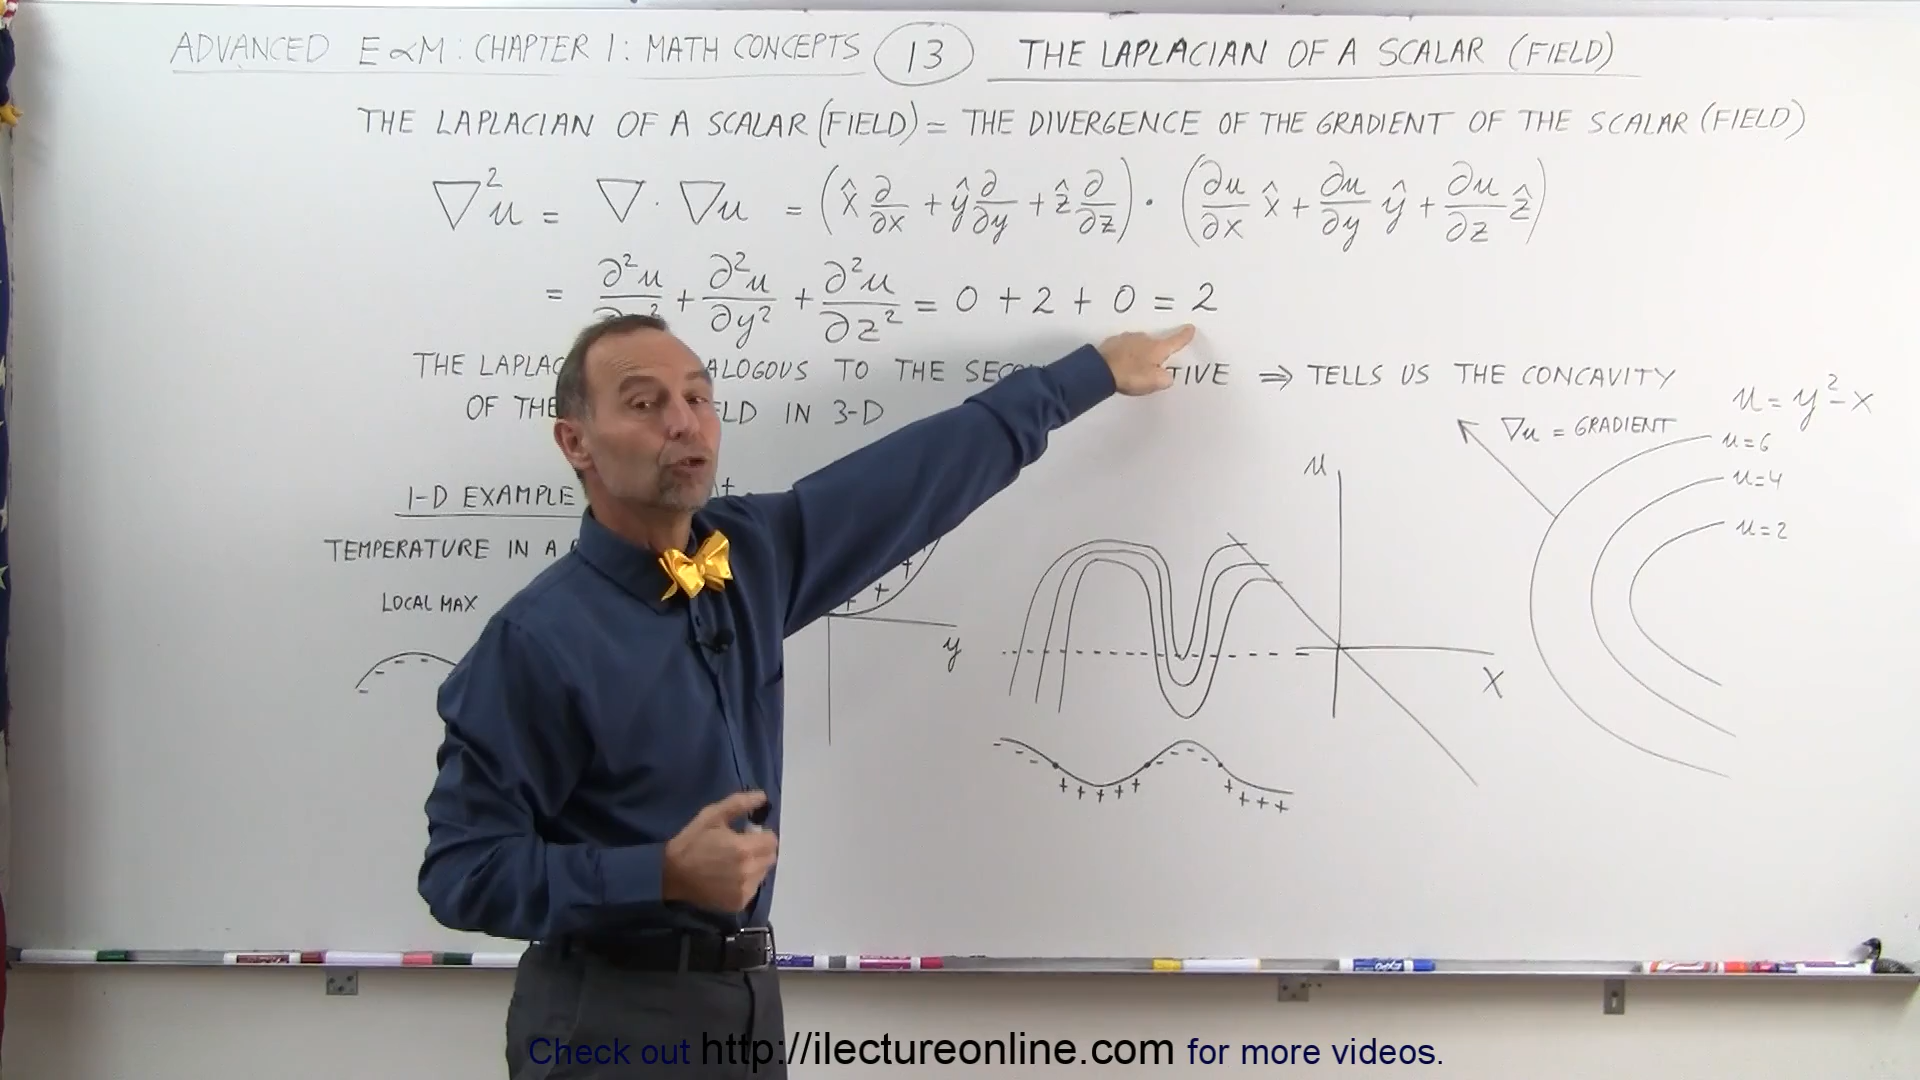 ADVANCED E∝M: CHAPTER 1: MATH CONCEPTS 13 THE LAPLACIAN OF A SCALAR (FIELD)
THE LAPLACIAN OF A SCALAR (FIELD) = THE DIVERGENCE OF THE GRADIENT OF THE SCALAR (FIELD)
∇²u = ∇ · ∇u = (x̂ ∂/∂x + ŷ ∂/∂y + ẑ ∂/∂z) · (∂u/∂x x̂ + ∂u/∂y ŷ + ∂u/∂z ẑ)
= ∂²u/ ² + ∂²u/∂y² + ∂²u/∂z² = 0 + 2 + 0 = 2
THE TO THE ⇒ TELLS US THE CONCAVITY
OF THE IN 3-D
u = y² - x
∇u = GRADIENT
u=6
u=4
u=2
1-D EXAMPLE
+
TEMPERATURE IN A
LOCAL MAX
- - - -
+ + +
y
u
X
- - - - - -
+ + + + + + + + +
Check out http://ilectureonline.com for more videos.